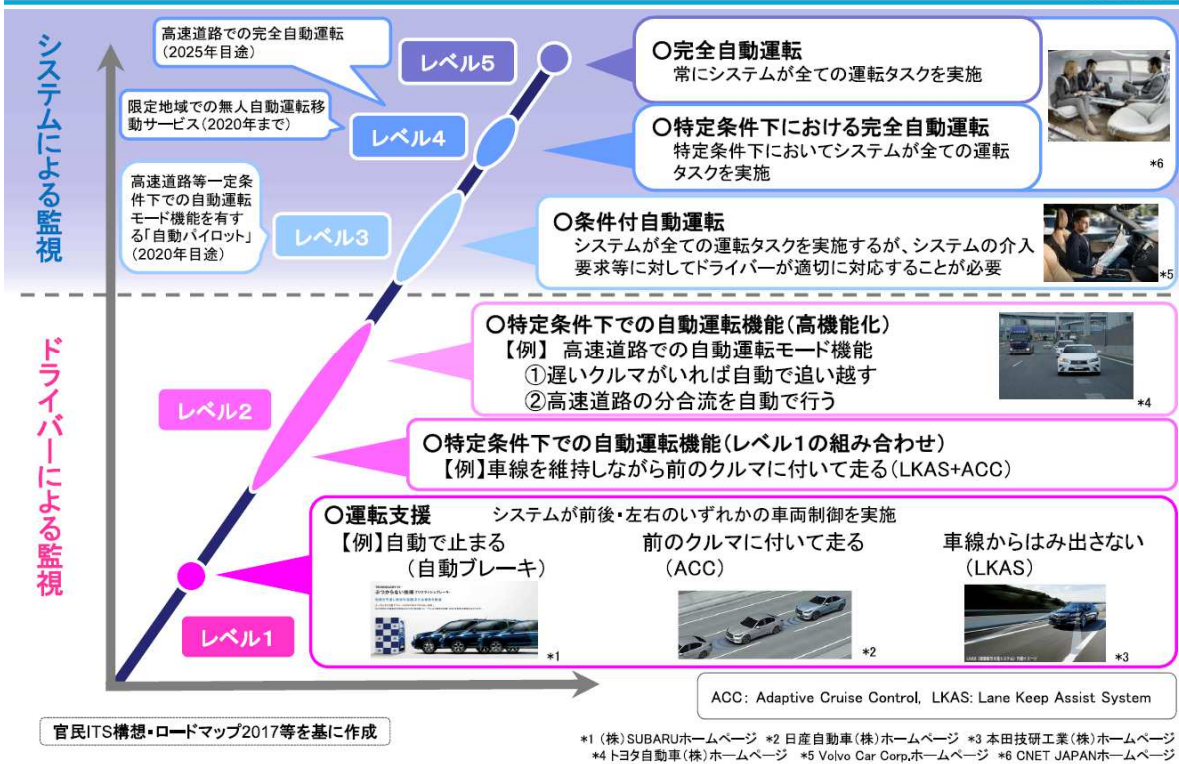 システムによる監視
高速道路での完全自動運転
(2025年目途)
レベル5
〇完全自動運転
常にシステムが全ての運転タスクを実施
限定地域での無人自動運転移
動サービス(2020年まで)
レベル4
〇特定条件下における完全自動運転
特定条件下においてシステムが全ての運転
タスクを実施
*6
高速道路等一定条
件下での自動運転
モード機能を有す
る「自動パイロット」
(2020年目途)
レベル3
〇条件付自動運転
システムが全ての運転タスクを実施するが、システムの介入
要求等に対してドライバーが適切に対応することが必要
*5
ドライバーによる監視
〇特定条件下での自動運転機能(高機能化)
【例】 高速道路での自動運転モード機能
①遅いクルマがいれば自動で追い越す
②高速道路の分合流を自動で行う
*4
レベル2
〇特定条件下での自動運転機能(レベル1の組み合わせ)
【例】車線を維持しながら前のクルマに付いて走る(LKAS+ACC)
〇運転支援 システムが前後・左右のいずれかの車両制御を実施
【例】自動で止まる
(自動ブレーキ)
前のクルマに付いて走る
(ACC)
車線からはみ出さない
(LKAS)
レベル1
*1
*2
*3
ACC: Adaptive Cruise Control, LKAS: Lane Keep Assist System
官民ITS構想・ロードマップ2017等を基に作成
*1 (株)SUBARUホームページ *2 日産自動車(株)ホームページ *3 本田技研工業(株)ホームページ
*4 トヨタ自動車(株)ホームページ *5 Volvo Car Corp.ホームページ *6 CNET JAPANホームページ